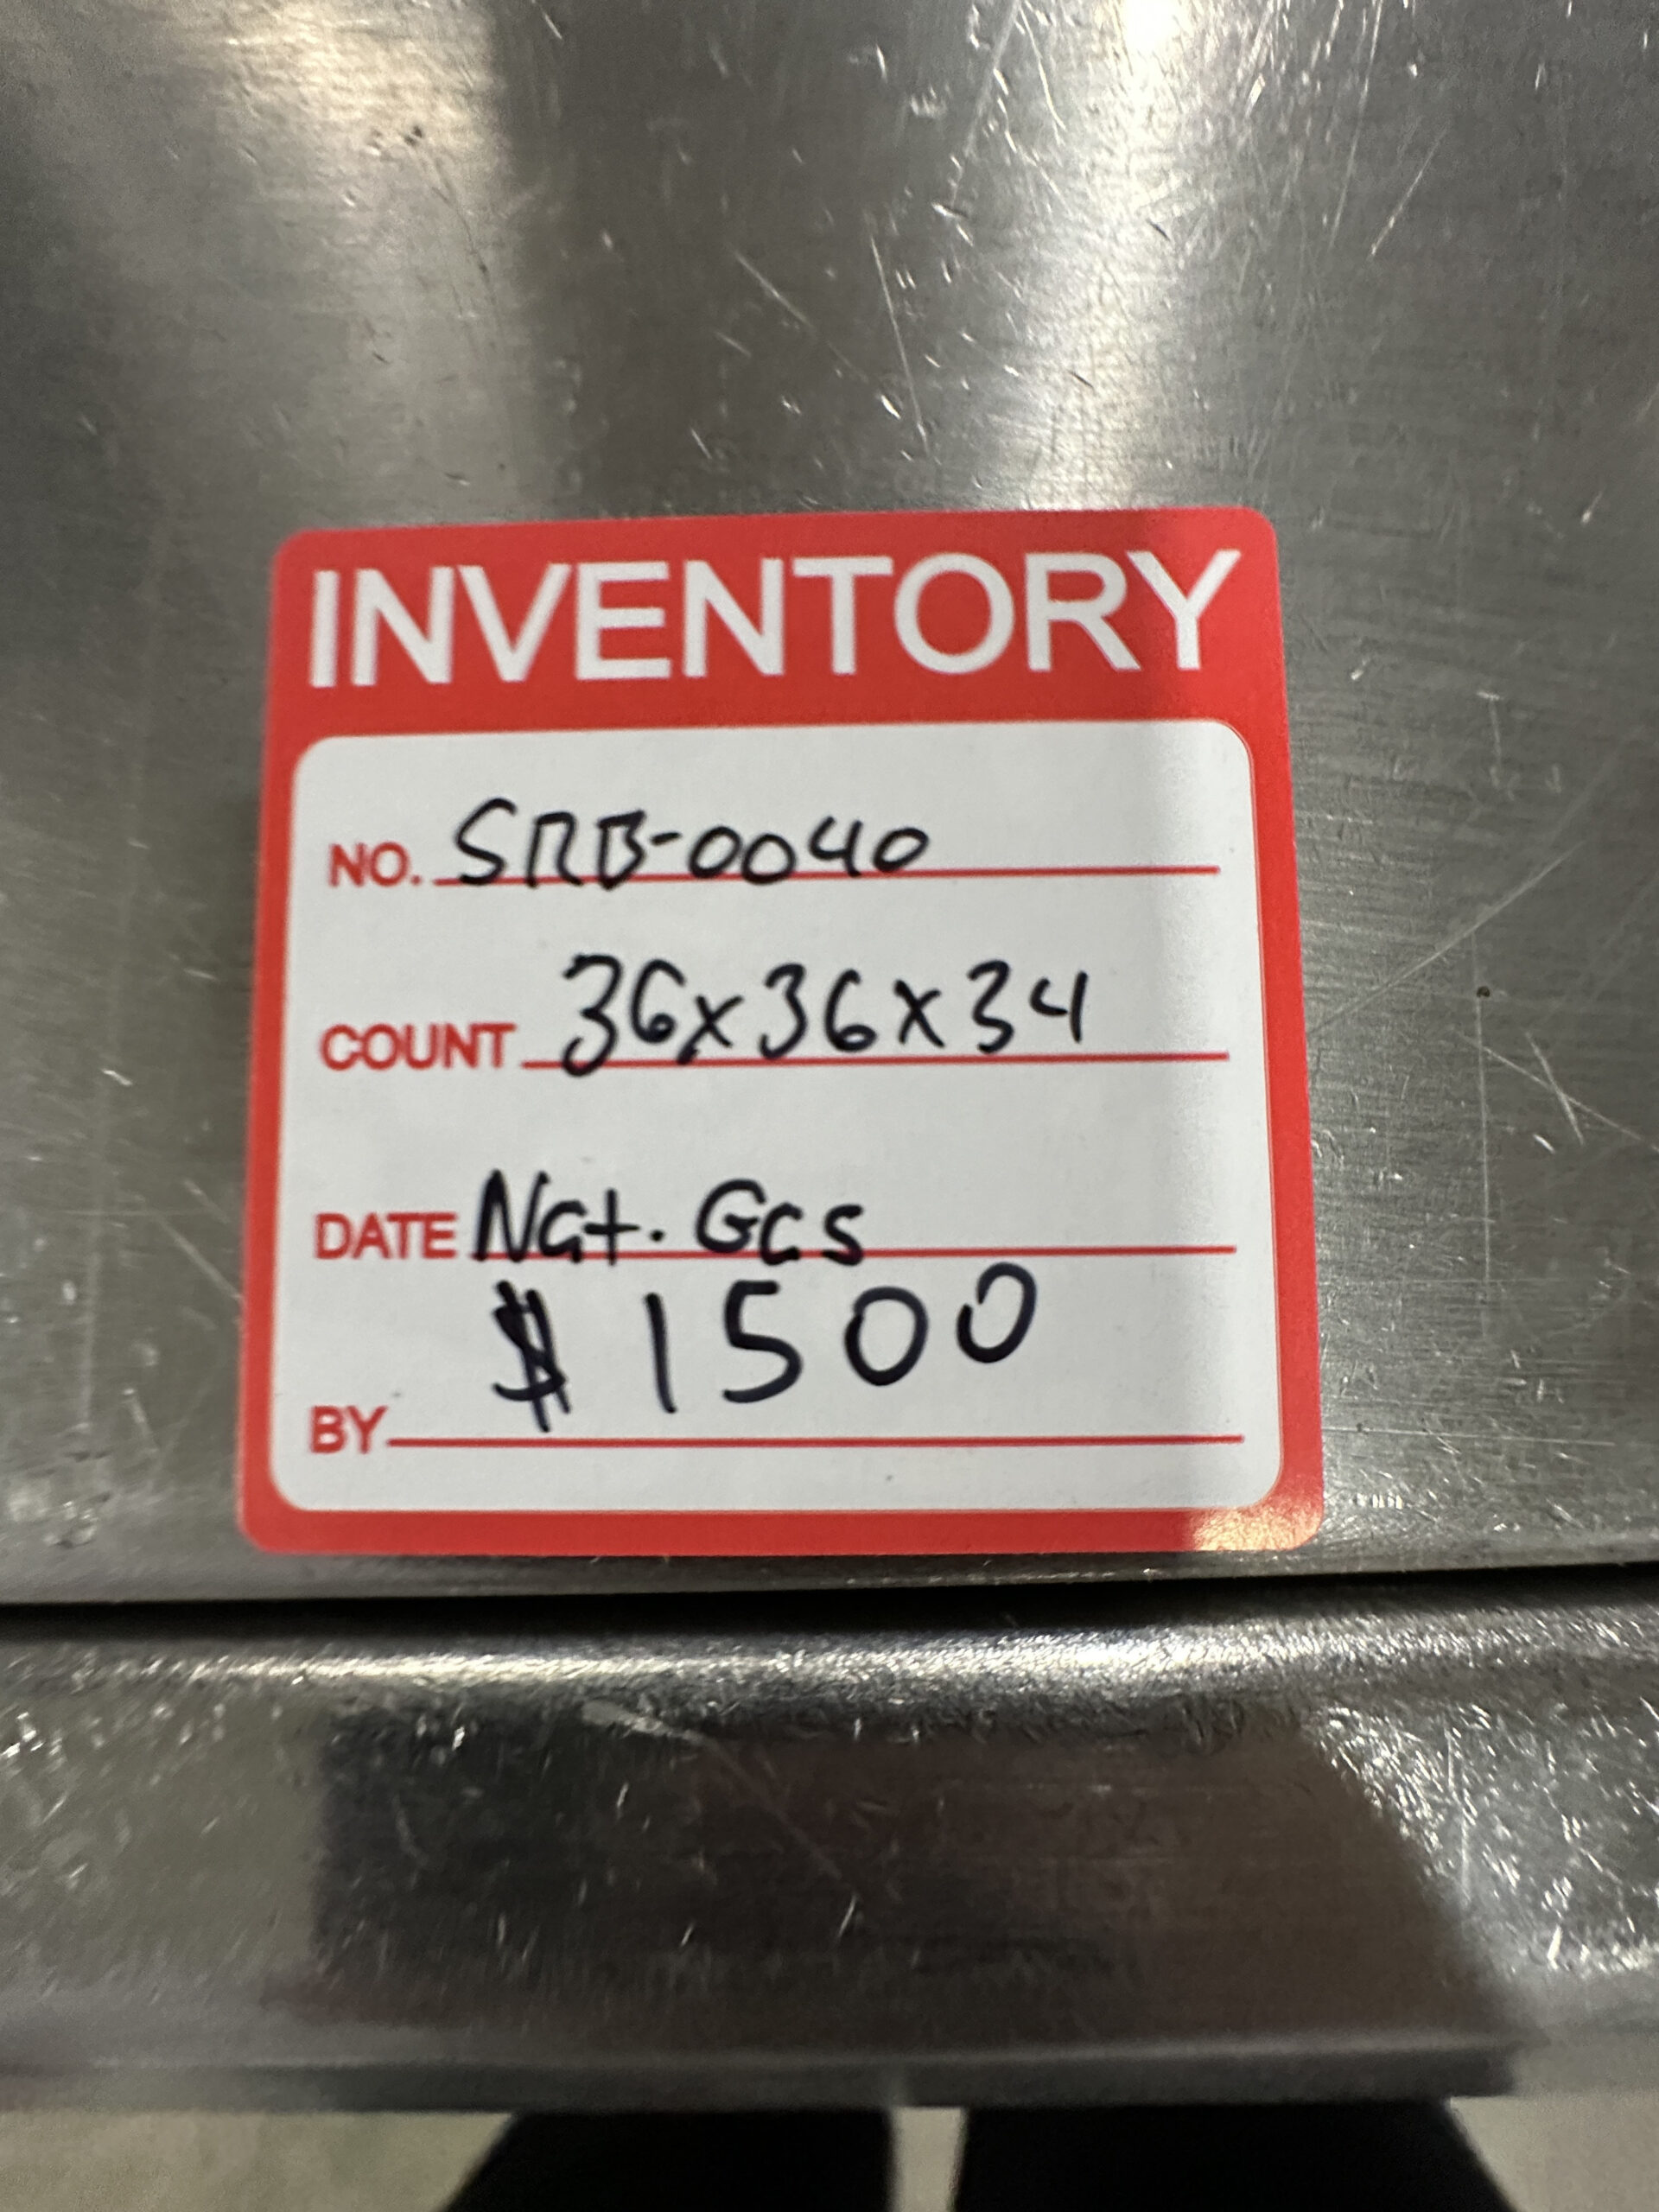 INVENTORY
NO. SRB-0040
COUNT 36x36x34
DATE Nat. Gas
$1500
BY